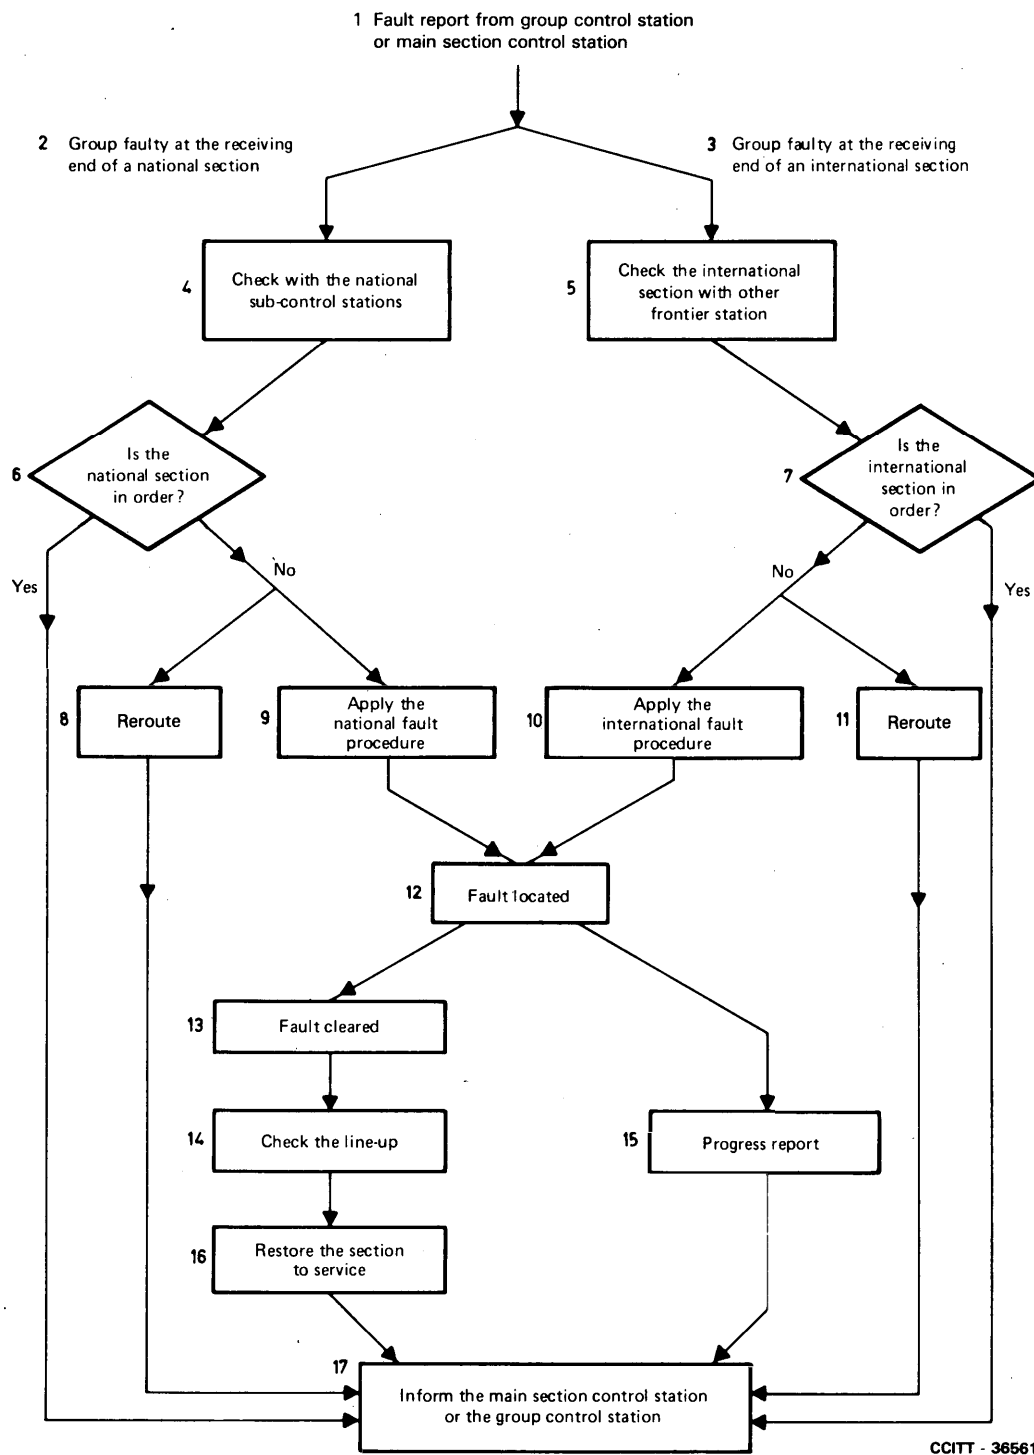 1 Fault report from group control station
or main section control station
2 Group faulty at the receiving
end of a national section
3 Group faulty at the receiving
end of an international section
4 Check with the national
sub-control stations
5 Check the international
section with other
frontier station
6 Is the
national section
in order?
7 Is the
international
section in
order?
Yes
No
No
Yes
8 Reroute
9 Apply the
national fault
procedure
10 Apply the
international fault
procedure
11 Reroute
12 Fault located
13 Fault cleared
14 Check the line-up
15 Progress report
16 Restore the section
to service
17 Inform the main section control station
or the group control station
CCITT - 36561